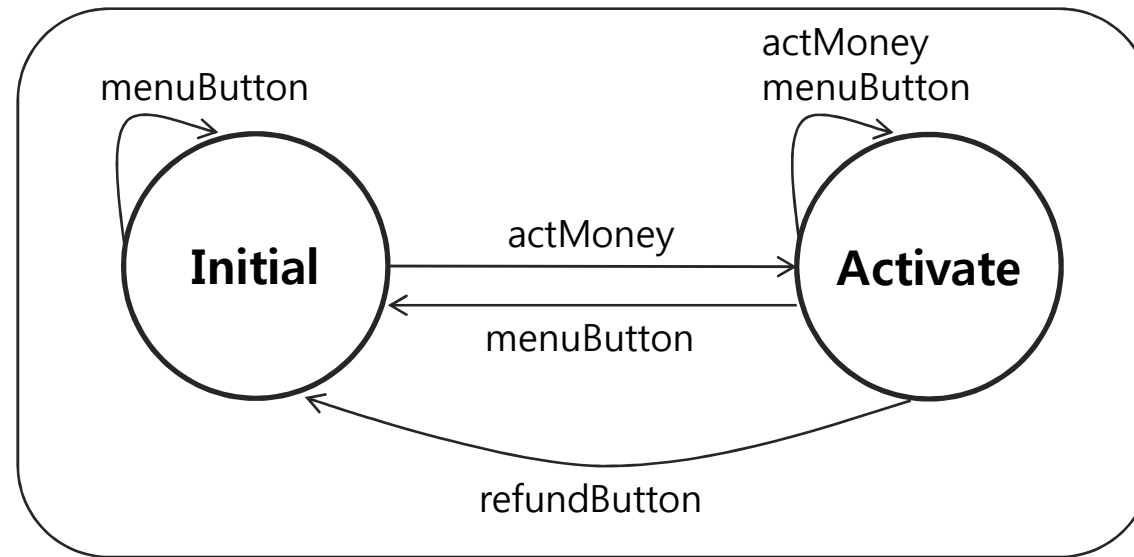 actMoney
menuButton
menuButton
Initial
actMoney
Activate
menuButton
refundButton